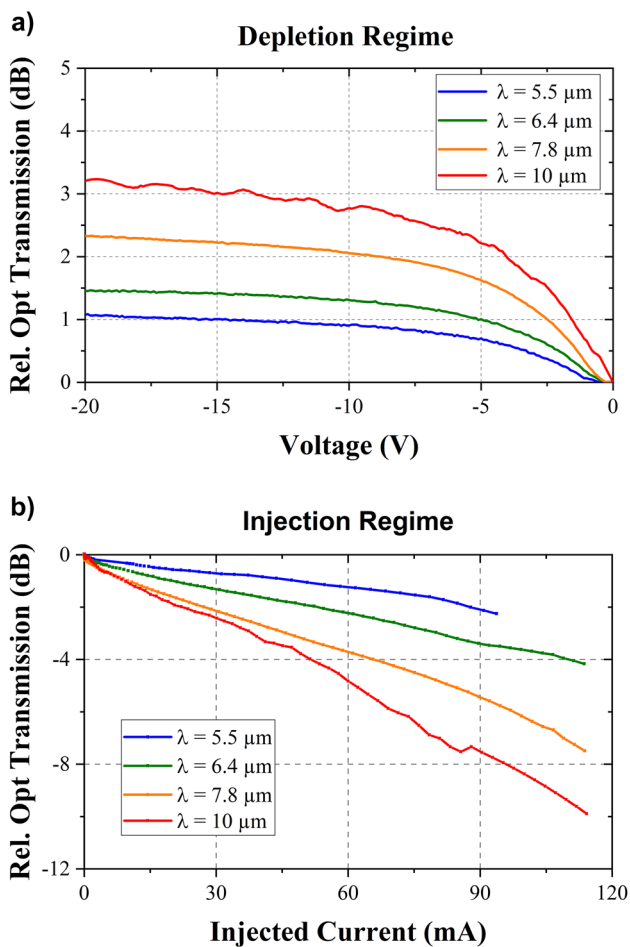 a)
Depletion Regime
Rel. Opt Transmission (dB)
5
4
3
2
1
0
λ = 5.5 µm
λ = 6.4 µm
λ = 7.8 µm
λ = 10 µm
-20 -15 -10 -5 0
Voltage (V)
b)
Injection Regime
Rel. Opt Transmission (dB)
0
-4
-8
-12
λ = 5.5 µm
λ = 6.4 µm
λ = 7.8 µm
λ = 10 µm
0 30 60 90 120
Injected Current (mA)